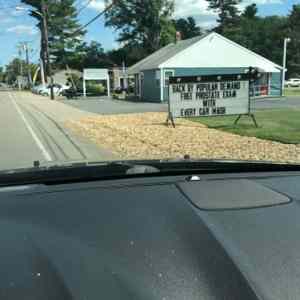 BACK BY POPULAR DEMAND
FREE PROSTATE EXAM
WITH
EVERY CAR WASH